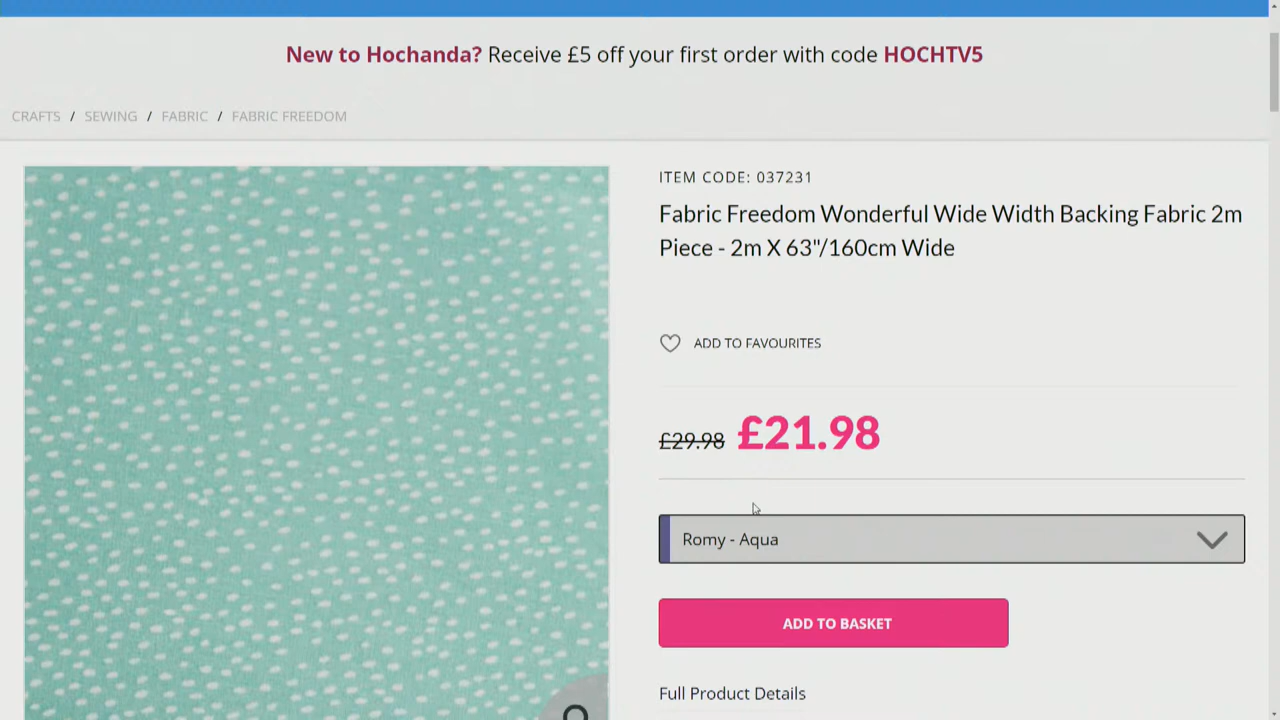 New to Hochanda? Receive £5 off your first order with code HOCHTV5
CRAFTS / SEWING / FABRIC / FABRIC FREEDOM
ITEM CODE: 037231
Fabric Freedom Wonderful Wide Width Backing Fabric 2m
Piece - 2m X 63"/160cm Wide
ADD TO FAVOURITES
£29.98 £21.98
Romy - Aqua
ADD TO BASKET
Full Product Details